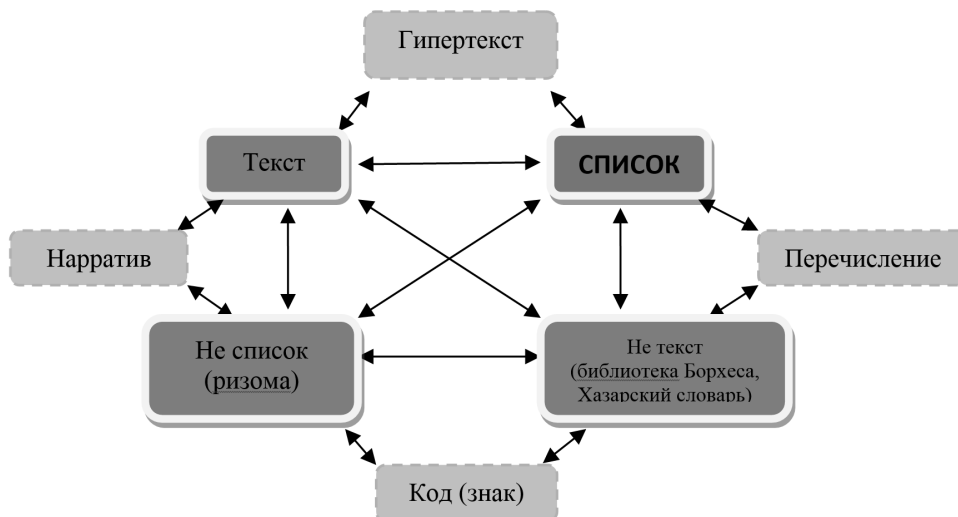 Гипертекст
Текст
СПИСОК
Нарратив
Перечисление
Не список
(ризома)
Не текст
(библиотека Борхеса,
Хазарский словарь)
Код (знак)